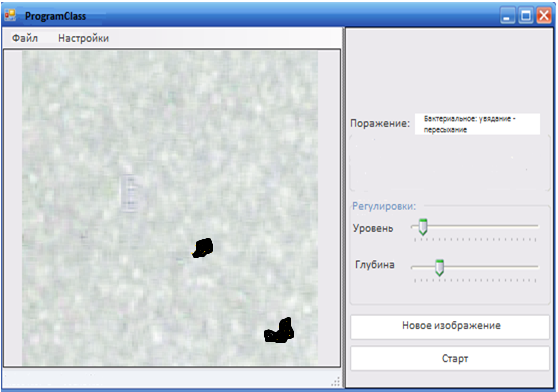 ProgramClass
Файл Настройки
Поражение: Бактериальное: увядание -
пересыхание
Регулировки:
Уровень
Глубина
Новое изображение
Старт